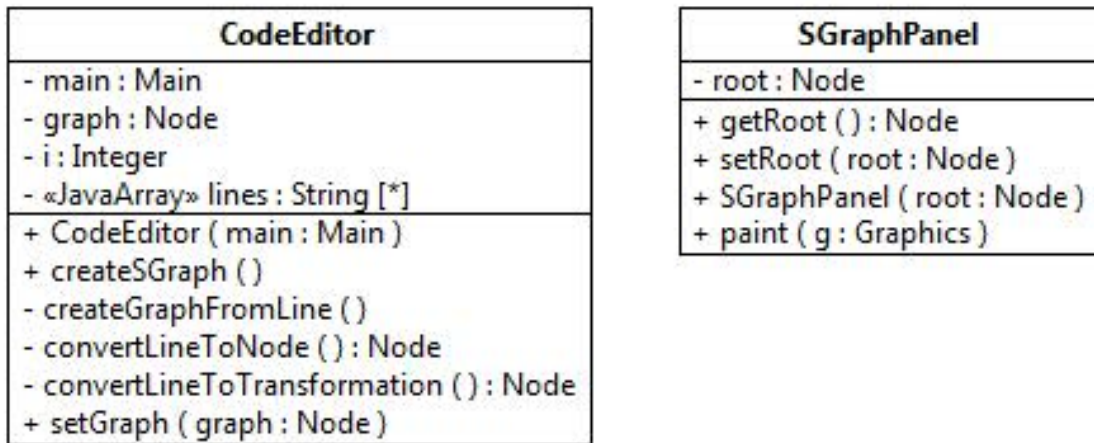 CodeEditor
- main : Main
- graph : Node
- i : Integer
- «JavaArray» lines : String [*]
+ CodeEditor ( main : Main )
+ createSGraph ( )
- createGraphFromLine ( )
- convertLineToNode ( ) : Node
- convertLineToTransformation ( ) : Node
+ setGraph ( graph : Node )
SGraphPanel
- root : Node
+ getRoot ( ) : Node
+ setRoot ( root : Node )
+ SGraphPanel ( root : Node )
+ paint ( g : Graphics )